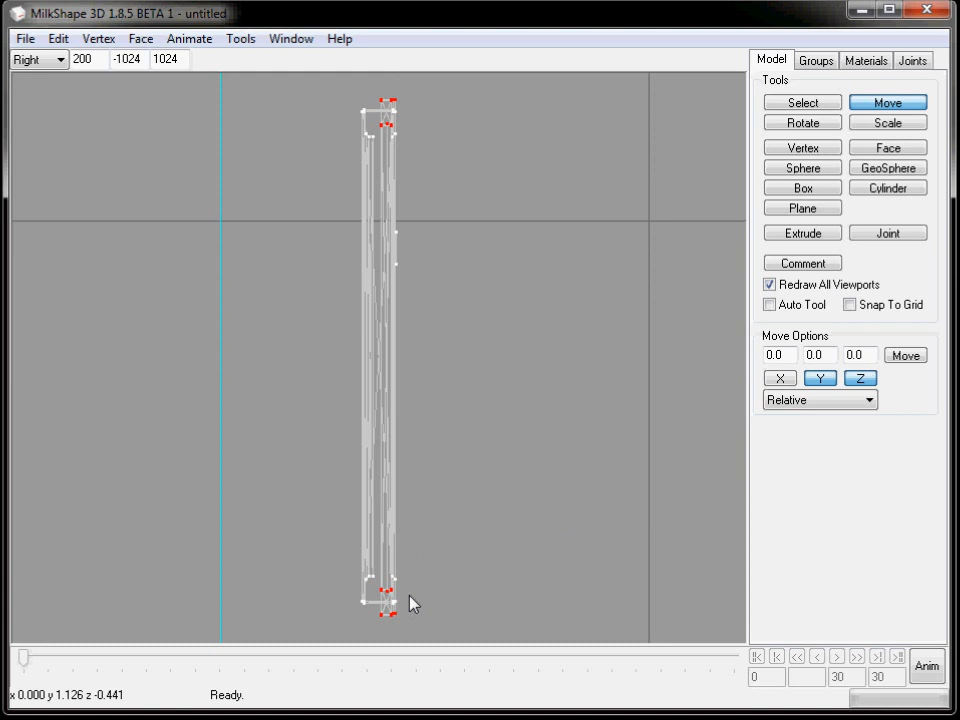 MilkShape 3D 1.8.5 BETA 1 - untitled
File Edit Vertex Face Animate Tools Window Help
Right 200 -1024 1024
Model Groups Materials Joints
Tools
Select Move
Rotate Scale
Vertex Face
Sphere GeoSphere
Box Cylinder
Plane
Extrude Joint
Comment
Redraw All Viewports
Auto Tool Snap To Grid
Move Options
0.0 0.0 0.0 Move
X Y Z
Relative
Anim
0 30 30
x 0.000 y 1.126 z -0.441 Ready.